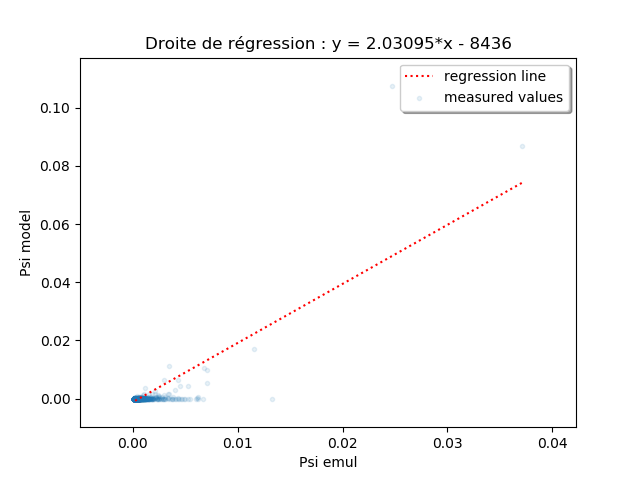 Droite de régression : y = 2.03095*x - 8436
regression line
measured values
0.10
0.08
0.06
0.04
0.02
0.00
Psi model
0.00
0.01
0.02
0.03
0.04
Psi emul